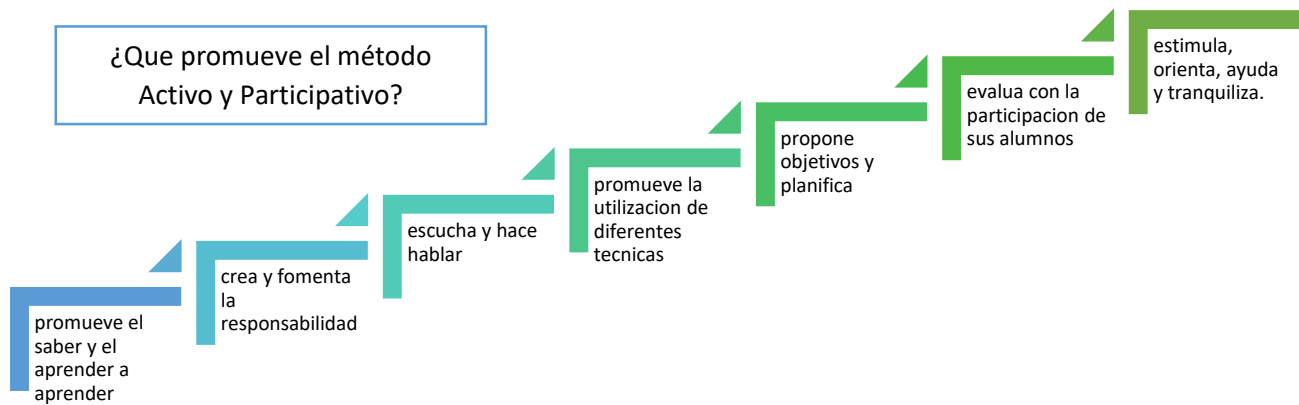 ¿Que promueve el método
Activo y Participativo?
promueve el
saber y el
aprender a
aprender
crea y fomenta
la
responsabilidad
escucha y hace
hablar
promueve la
utilizacion de
diferentes
tecnicas
propone
objetivos y
planifica
evalua con la
participacion de
sus alumnos
estimula,
orienta, ayuda
y tranquiliza.